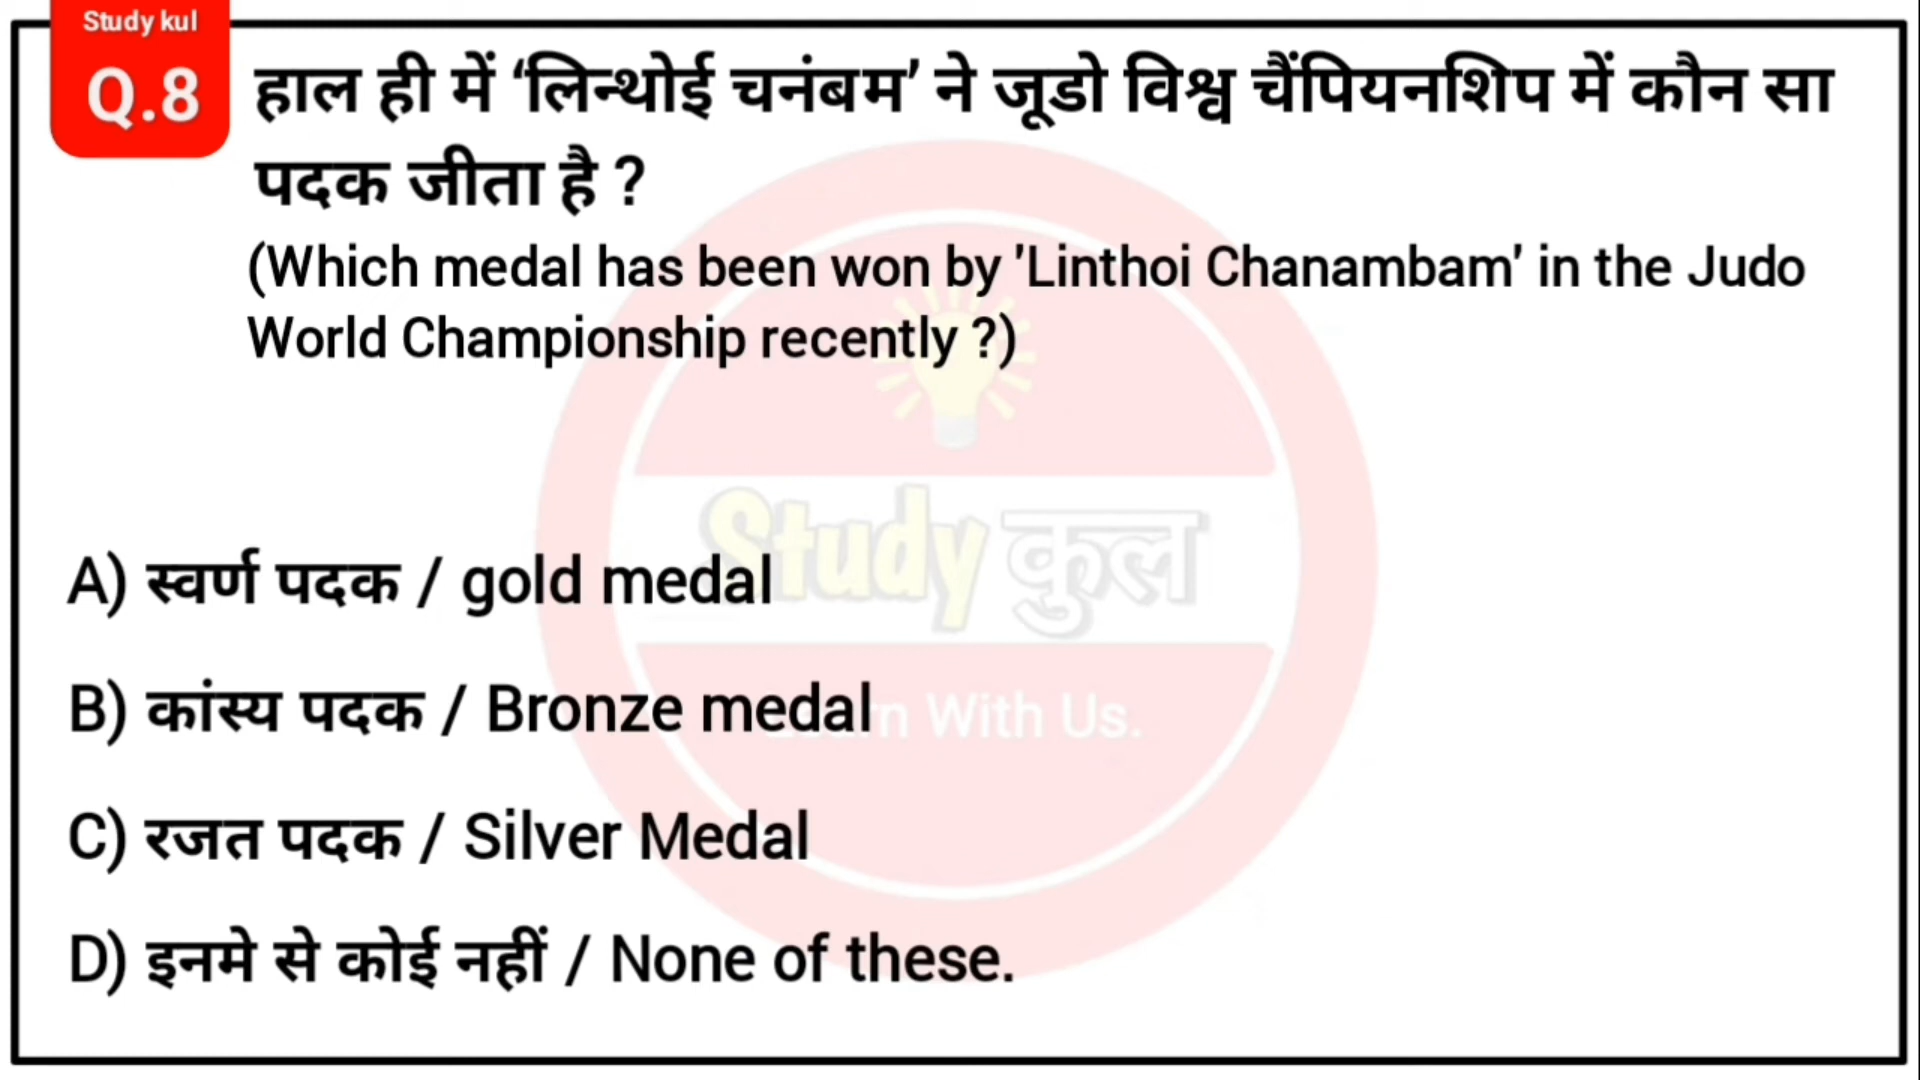 Study kul
Q.8
हाल ही में ‘लिन्थोई चनंबम’ ने जूडो विश्व चैंपियनशिप में कौन सा
पदक जीता है ?
(Which medal has been won by 'Linthoi Chanambam' in the Judo
World Championship recently ?)
Study कुल
A) स्वर्ण पदक / gold medal
B) कांस्य पदक / Bronze medal
Learn With Us.
C) रजत पदक / Silver Medal
D) इनमे से कोई नहीं / None of these.